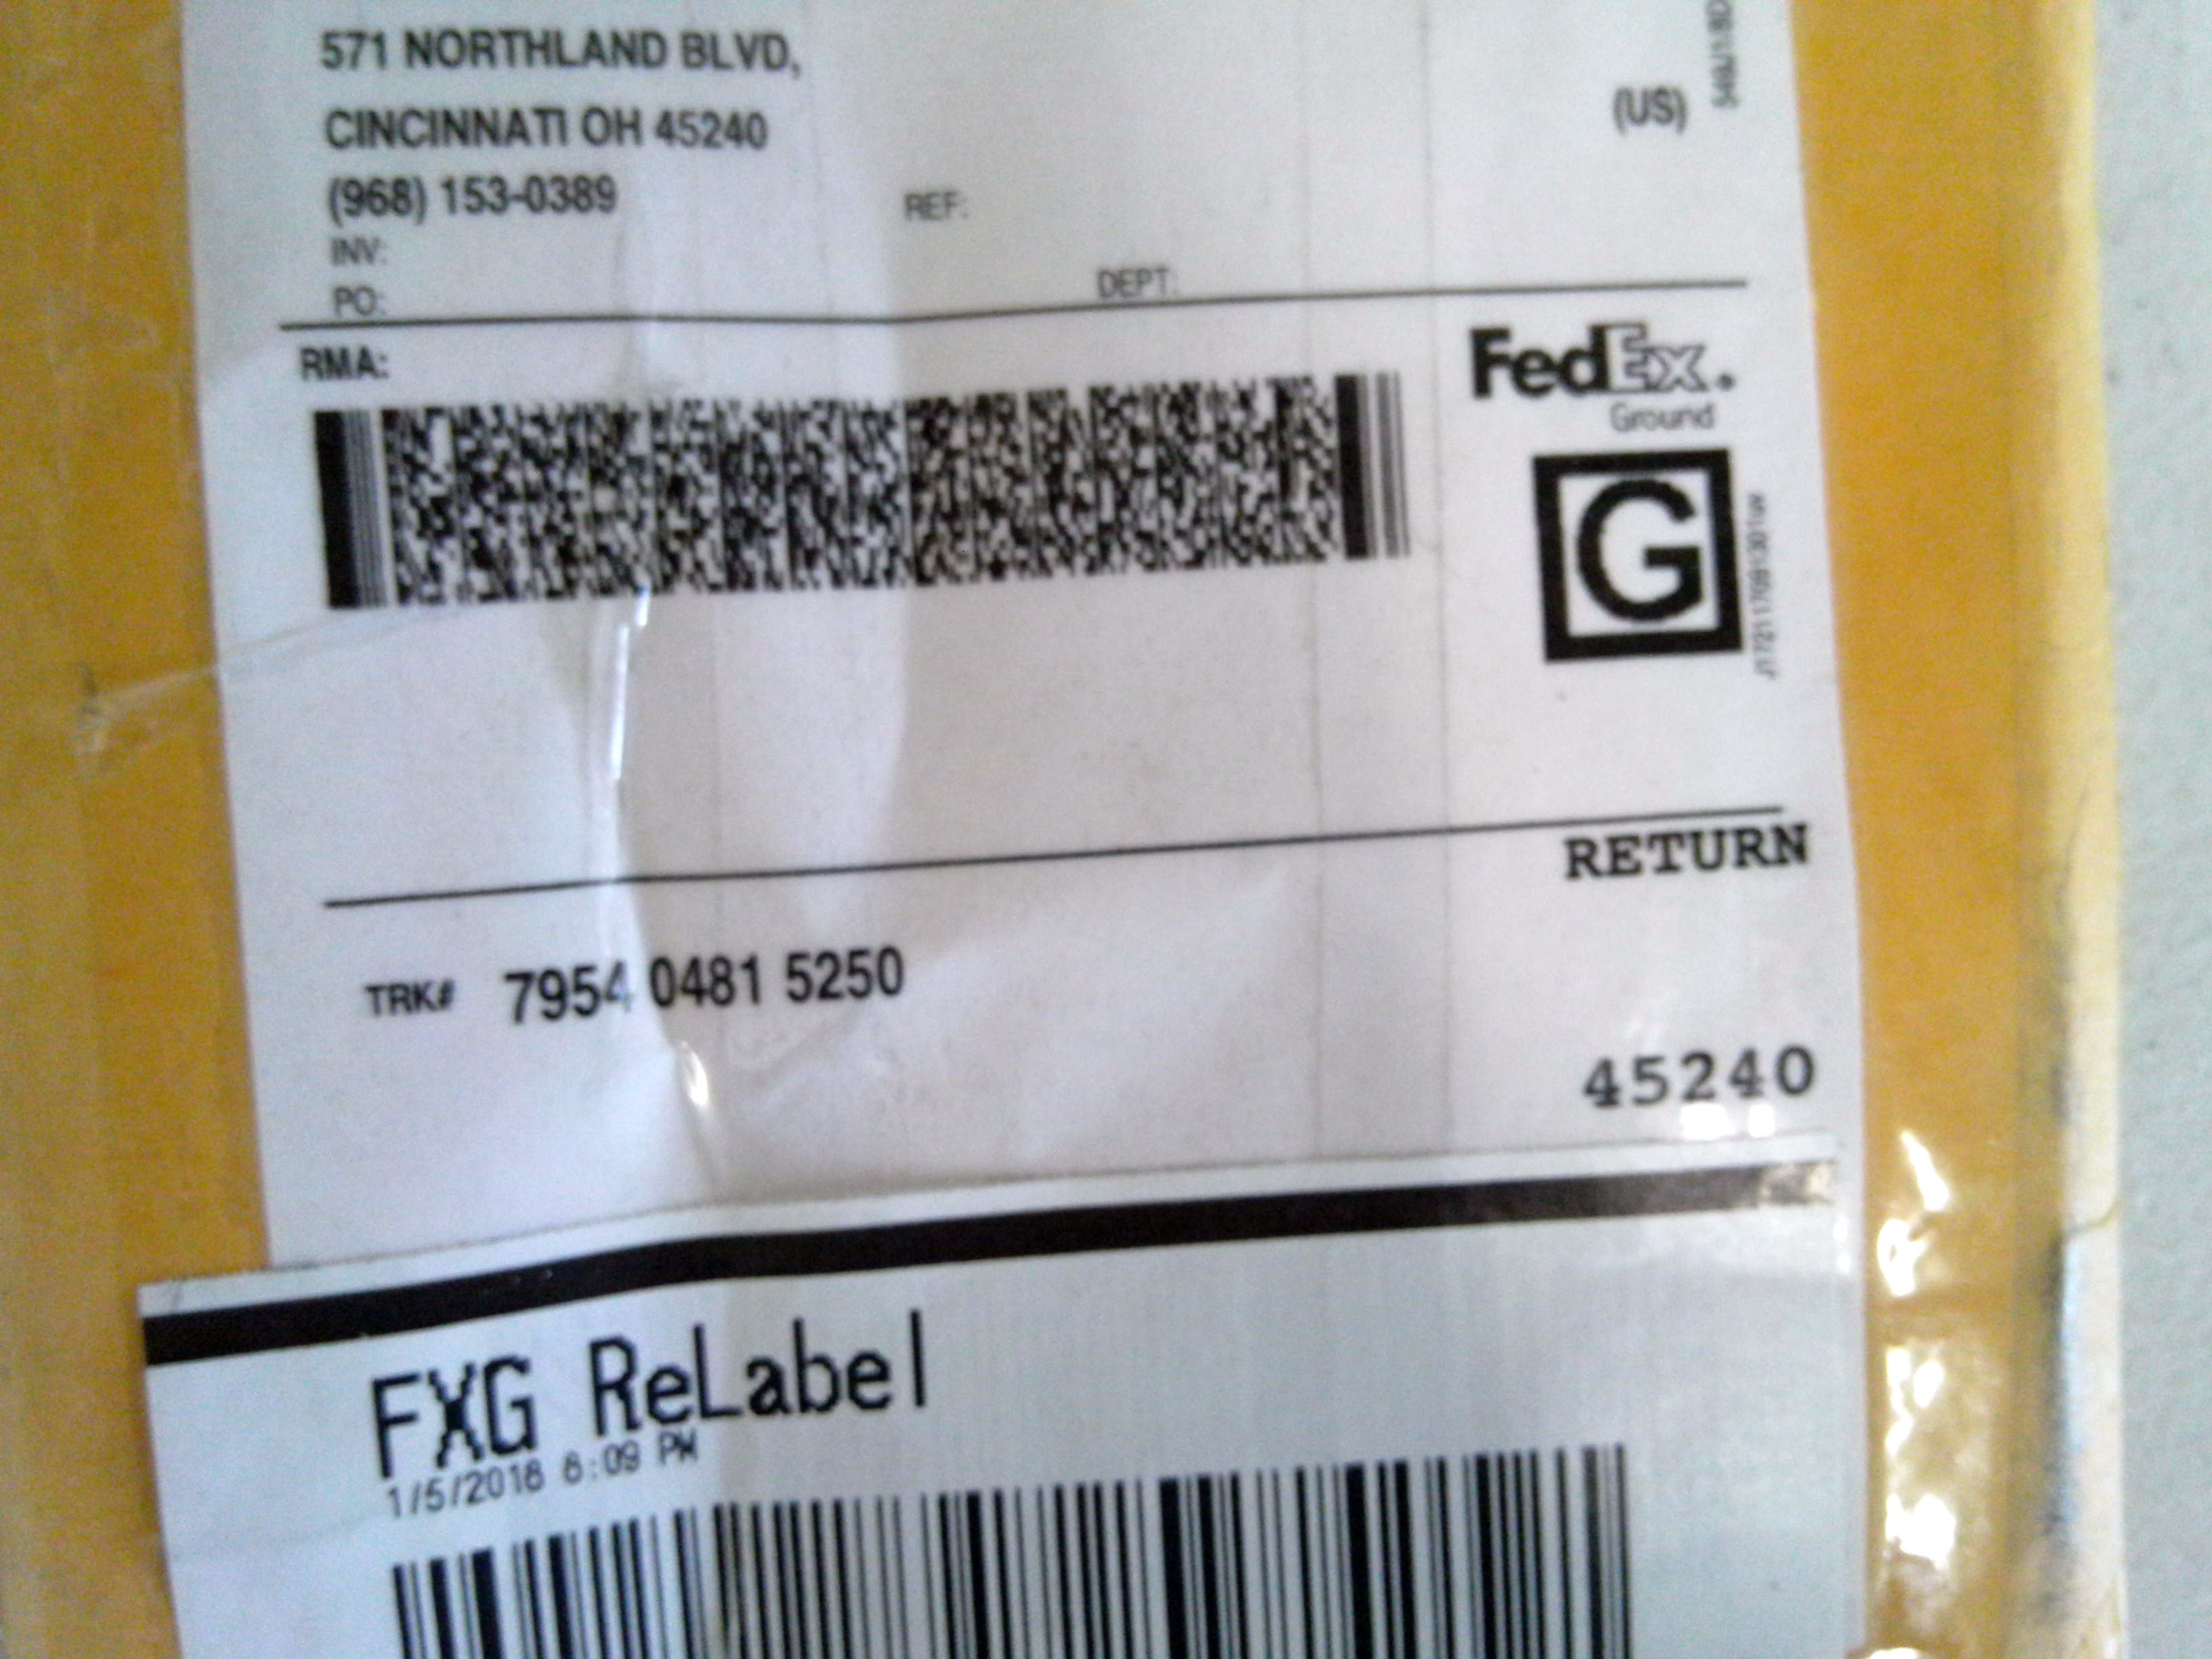 571 NORTHLAND BLVD,
CINCINNATI OH 45240
(US)
(968) 153-0389
REF:
INV:
PO:
DEPT:
RMA:
FedEx.
Ground
G
RETURN
TRK# 7954 0481 5250
45240
FXG ReLabel
1/5/2018 8:09 PM